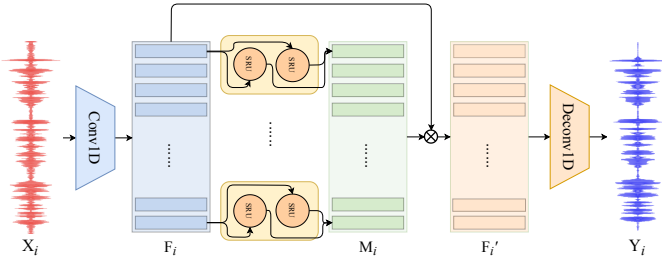 Conv1D
SRU
SRU
......
......
......
SRU
SRU
Deconv1D
X_i
F_i
M_i
F_i′
Y_i